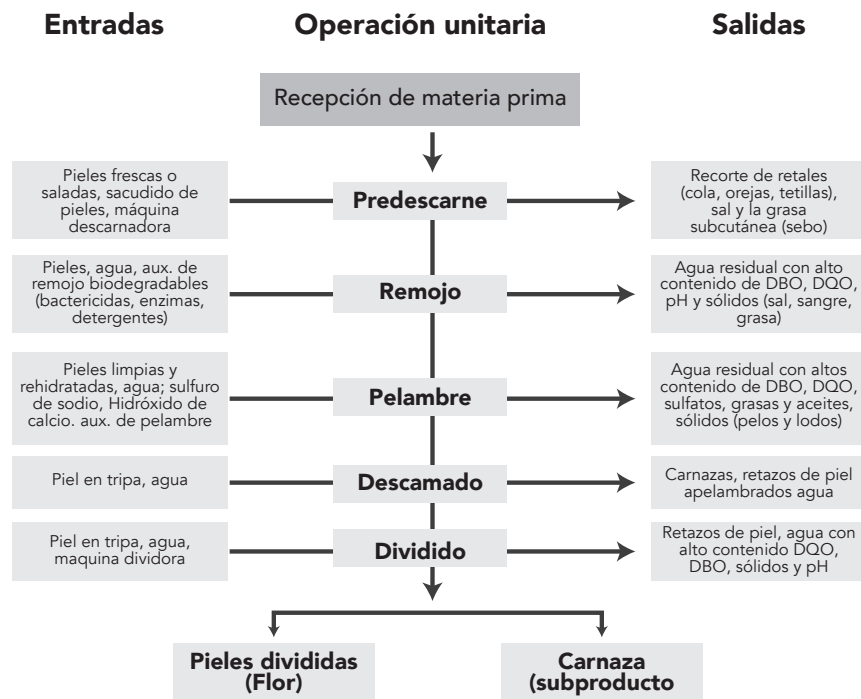 Entradas
Operación unitaria
Salidas
Recepción de materia prima
Pieles frescas o
saladas, sacudido de
pieles, máquina
descarnadora
Predescarne
Recorte de retales
(cola, orejas, tetillas),
sal y la grasa
subcutánea (sebo)
Pieles, agua, aux. de
remojo biodegradables
(bactericidas, enzimas,
detergentes)
Remojo
Agua residual con alto
contenido de DBO, DQO,
pH y sólidos (sal, sangre,
grasa)
Pieles limpias y
rehidratadas, agua; sulfuro
de sodio, Hidróxido de
calcio. aux. de pelambre
Pelambre
Agua residual con altos
contenido de DBO, DQO,
sulfatos, grasas y aceites,
sólidos (pelos y lodos)
Piel en tripa, agua
Descamado
Carnazas, retazos de piel
apelambrados agua
Piel en tripa, agua,
maquina dividora
Dividido
Retazos de piel, agua con
alto contenido DQO,
DBO, sólidos y pH
Pieles divididas
(Flor)
Carnaza
(subproducto